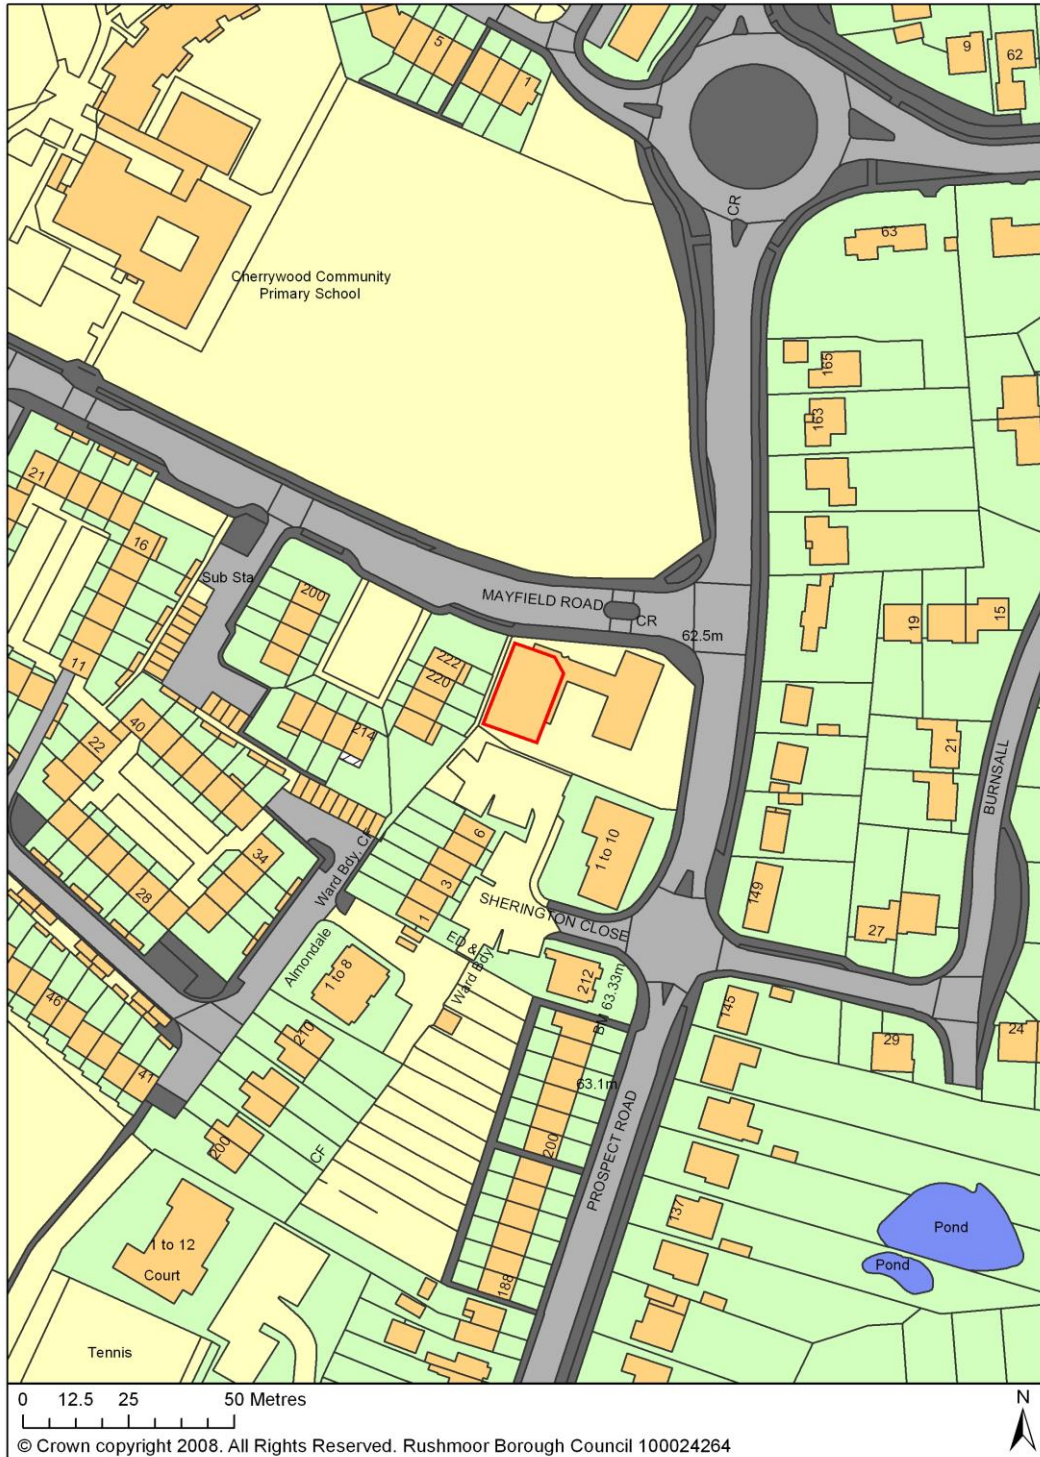 5
1
9
62
CR
63
Cherrywood Community
Primary School
165
163
21
16
Sub Sta
200
MAYFIELD ROAD
CR
62.5m
19
15
11
222
220
214
40
22
21
BURNSALL
6
3
1
1 to 10
34
28
Ward Bdy, CF
SHERINGTON CLOSE
149
27
ED &
Ward Bdy
Almondale
1 to 8
212
BM 63.33m
145
46
210
29
24
41
63.1m
200
CF
200
PROSPECT ROAD
137
Pond
Pond
1 to 12
Court
188
Tennis
0 12.5 25 50 Metres
N
© Crown copyright 2008. All Rights Reserved. Rushmoor Borough Council 100024264